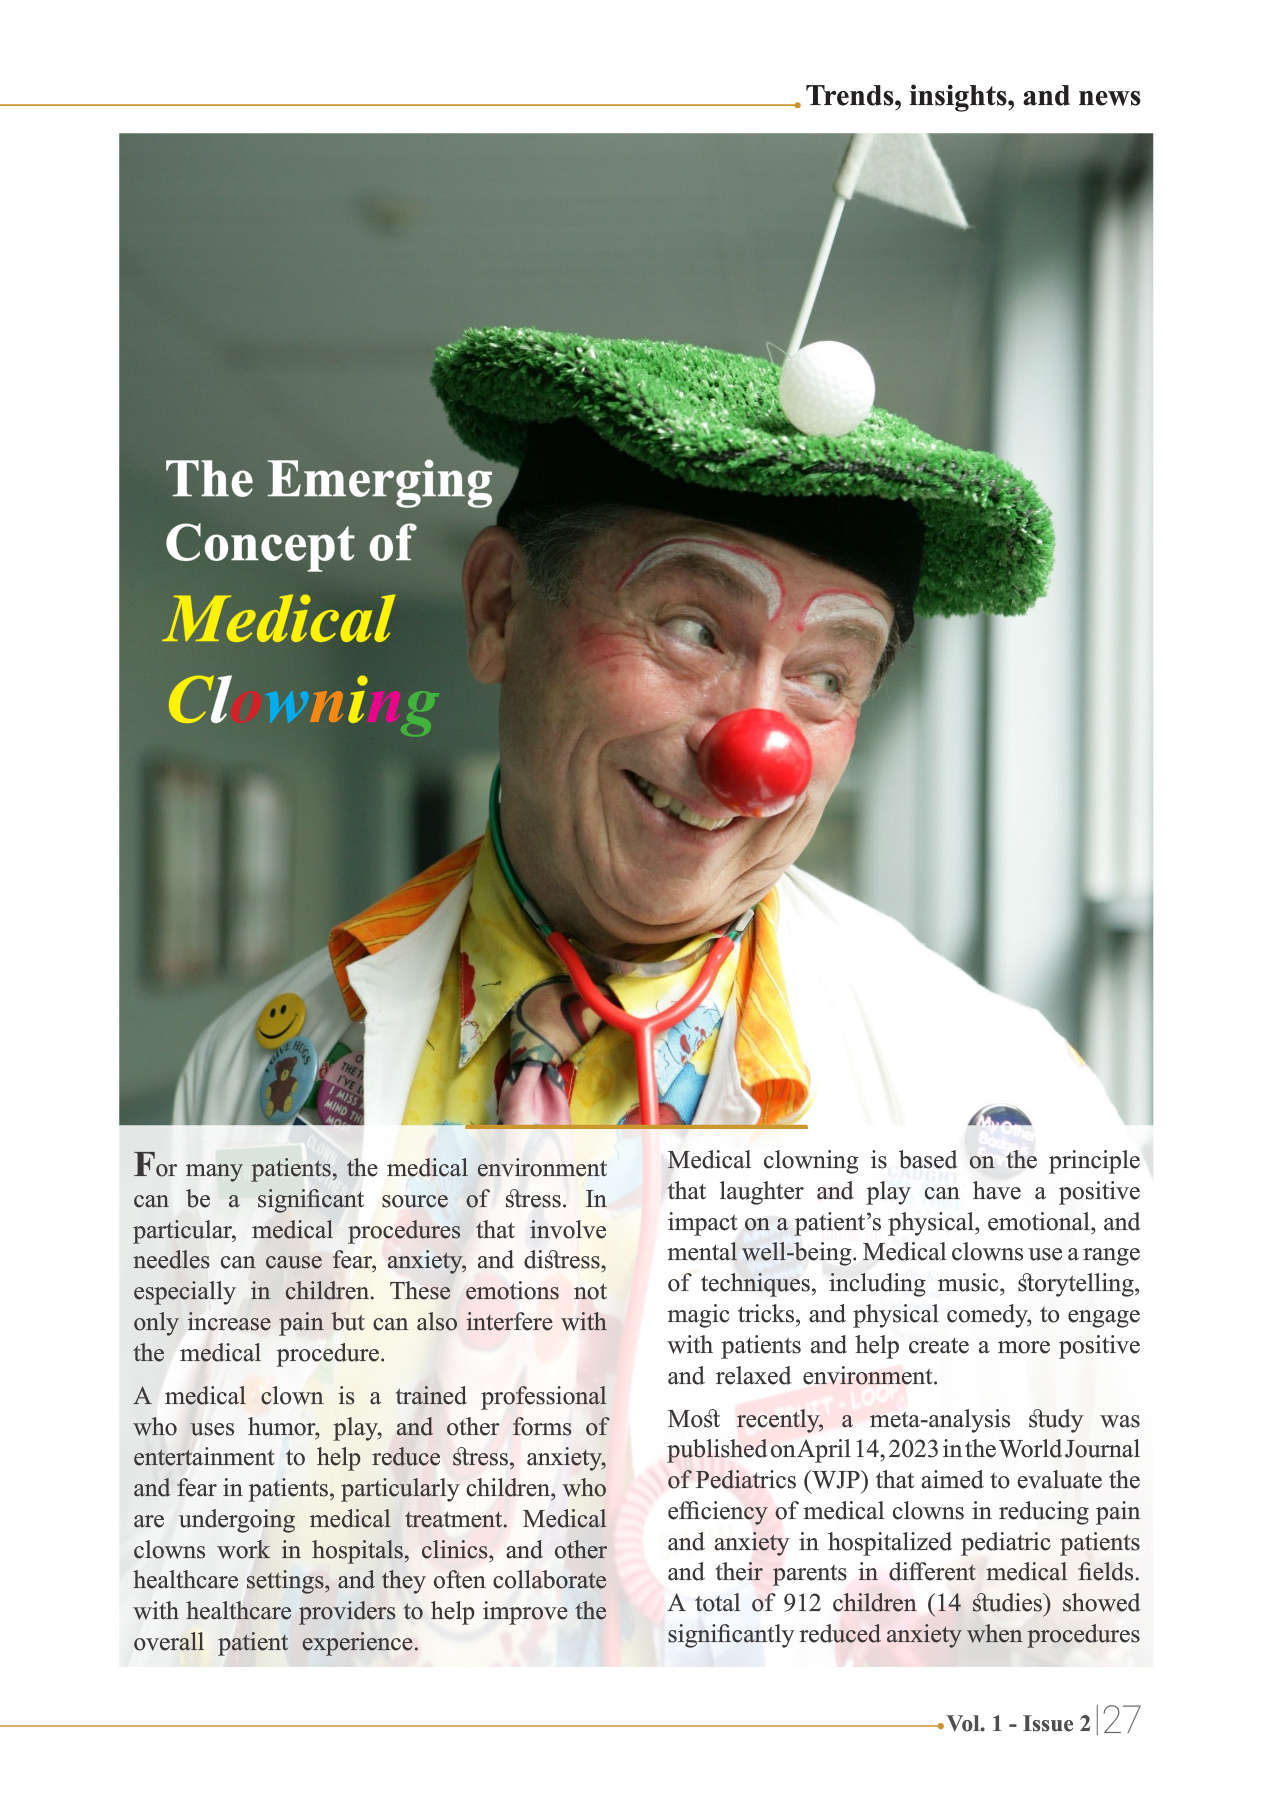 Trends, insights, and news
The Emerging
Concept of
Medical
Clowning
GIVE HUGS
For many patients, the medical environment
can be a significant source of stress. In
particular, medical procedures that involve
needles can cause fear, anxiety, and distress,
especially in children. These emotions not
only increase pain but can also interfere with
the medical procedure.
A medical clown is a trained professional
who uses humor, play, and other forms of
entertainment to help reduce stress, anxiety,
and fear in patients, particularly children, who
are undergoing medical treatment. Medical
clowns work in hospitals, clinics, and other
healthcare settings, and they often collaborate
with healthcare providers to help improve the
overall patient experience.
My Other
Medical clowning is based on the principle
that laughter and play can have a positive
impact on a patient's physical, emotional, and
mental well-being. Medical clowns use a range
of techniques, including music, storytelling,
magic tricks, and physical comedy, to engage
with patients and help create a more positive
and relaxed environment.
Most recently, a meta-analysis study was
published on April 14, 2023 in the World Journal
of Pediatrics (WJP) that aimed to evaluate the
efficiency of medical clowns in reducing pain
and anxiety in hospitalized pediatric patients
and their parents in different medical fields.
A total of 912 children (14 studies) showed
significantly reduced anxiety when procedures
Vol. 1 - Issue 2|27